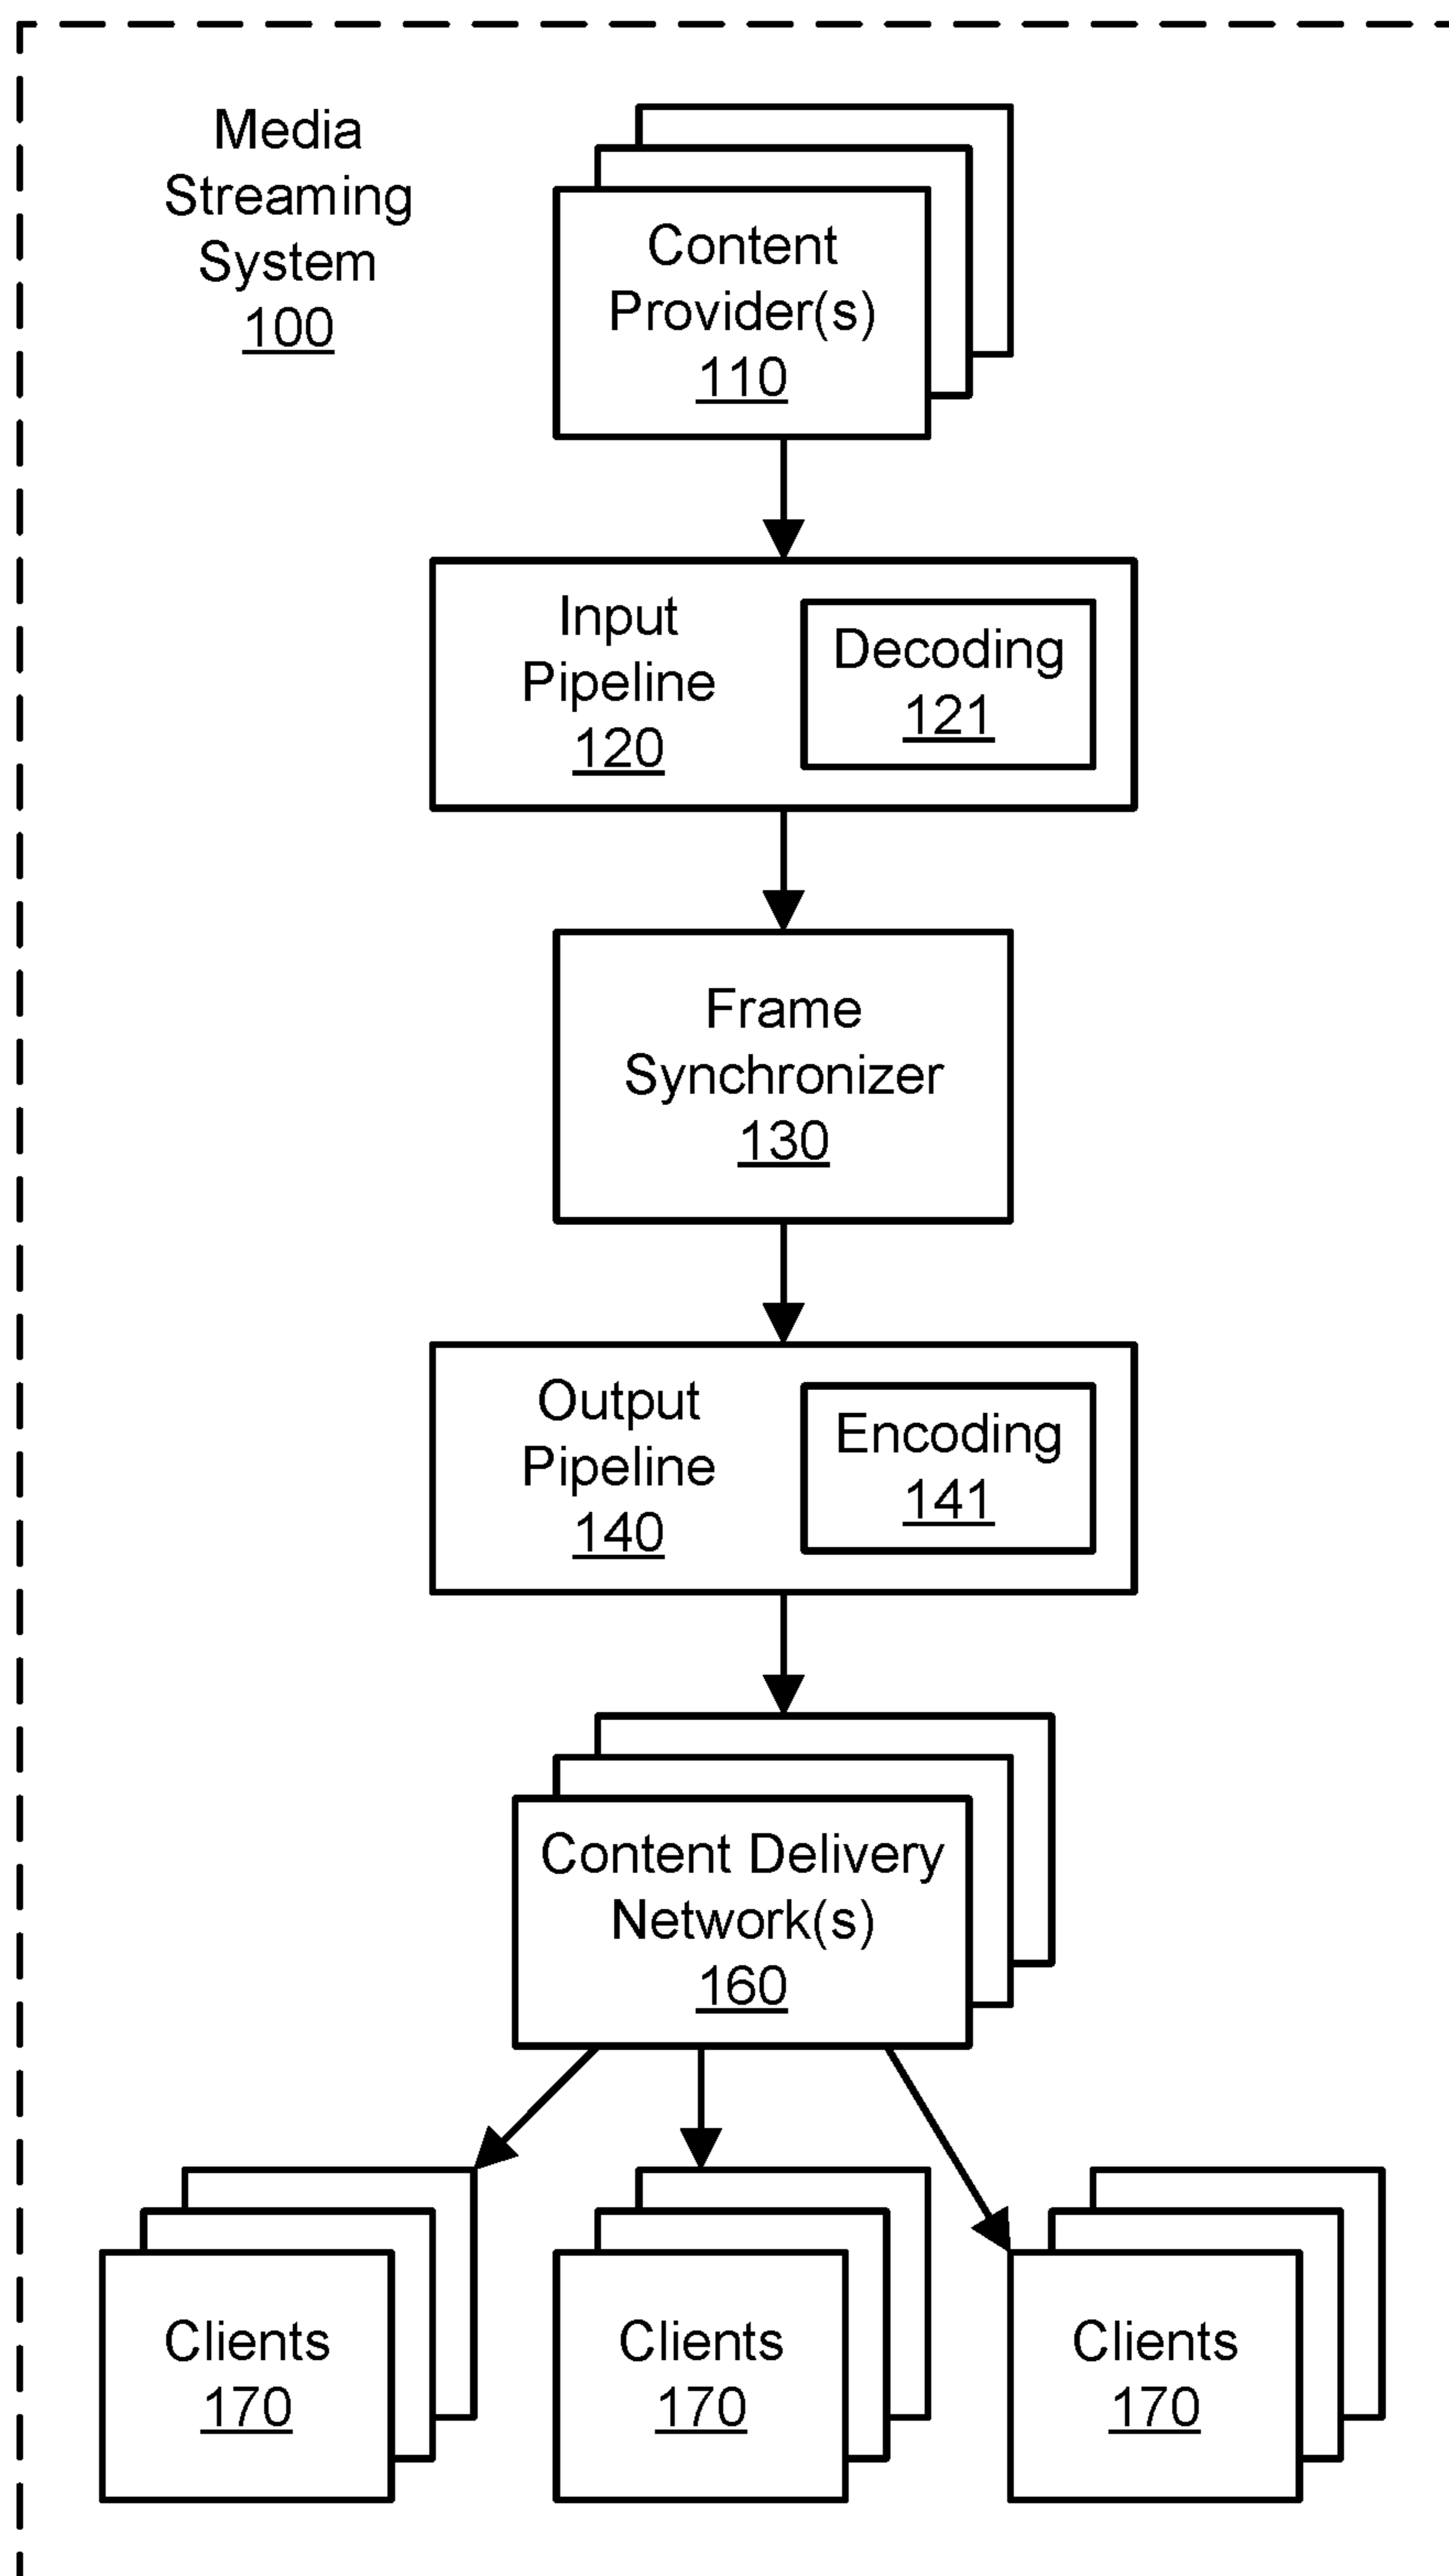 Media
Streaming
System
100
Content
Provider(s)
110
Input
Pipeline
120
Decoding
121
Frame
Synchronizer
130
Output
Pipeline
140
Encoding
141
Content Delivery
Network(s)
160
Clients
170
Clients
170
Clients
170